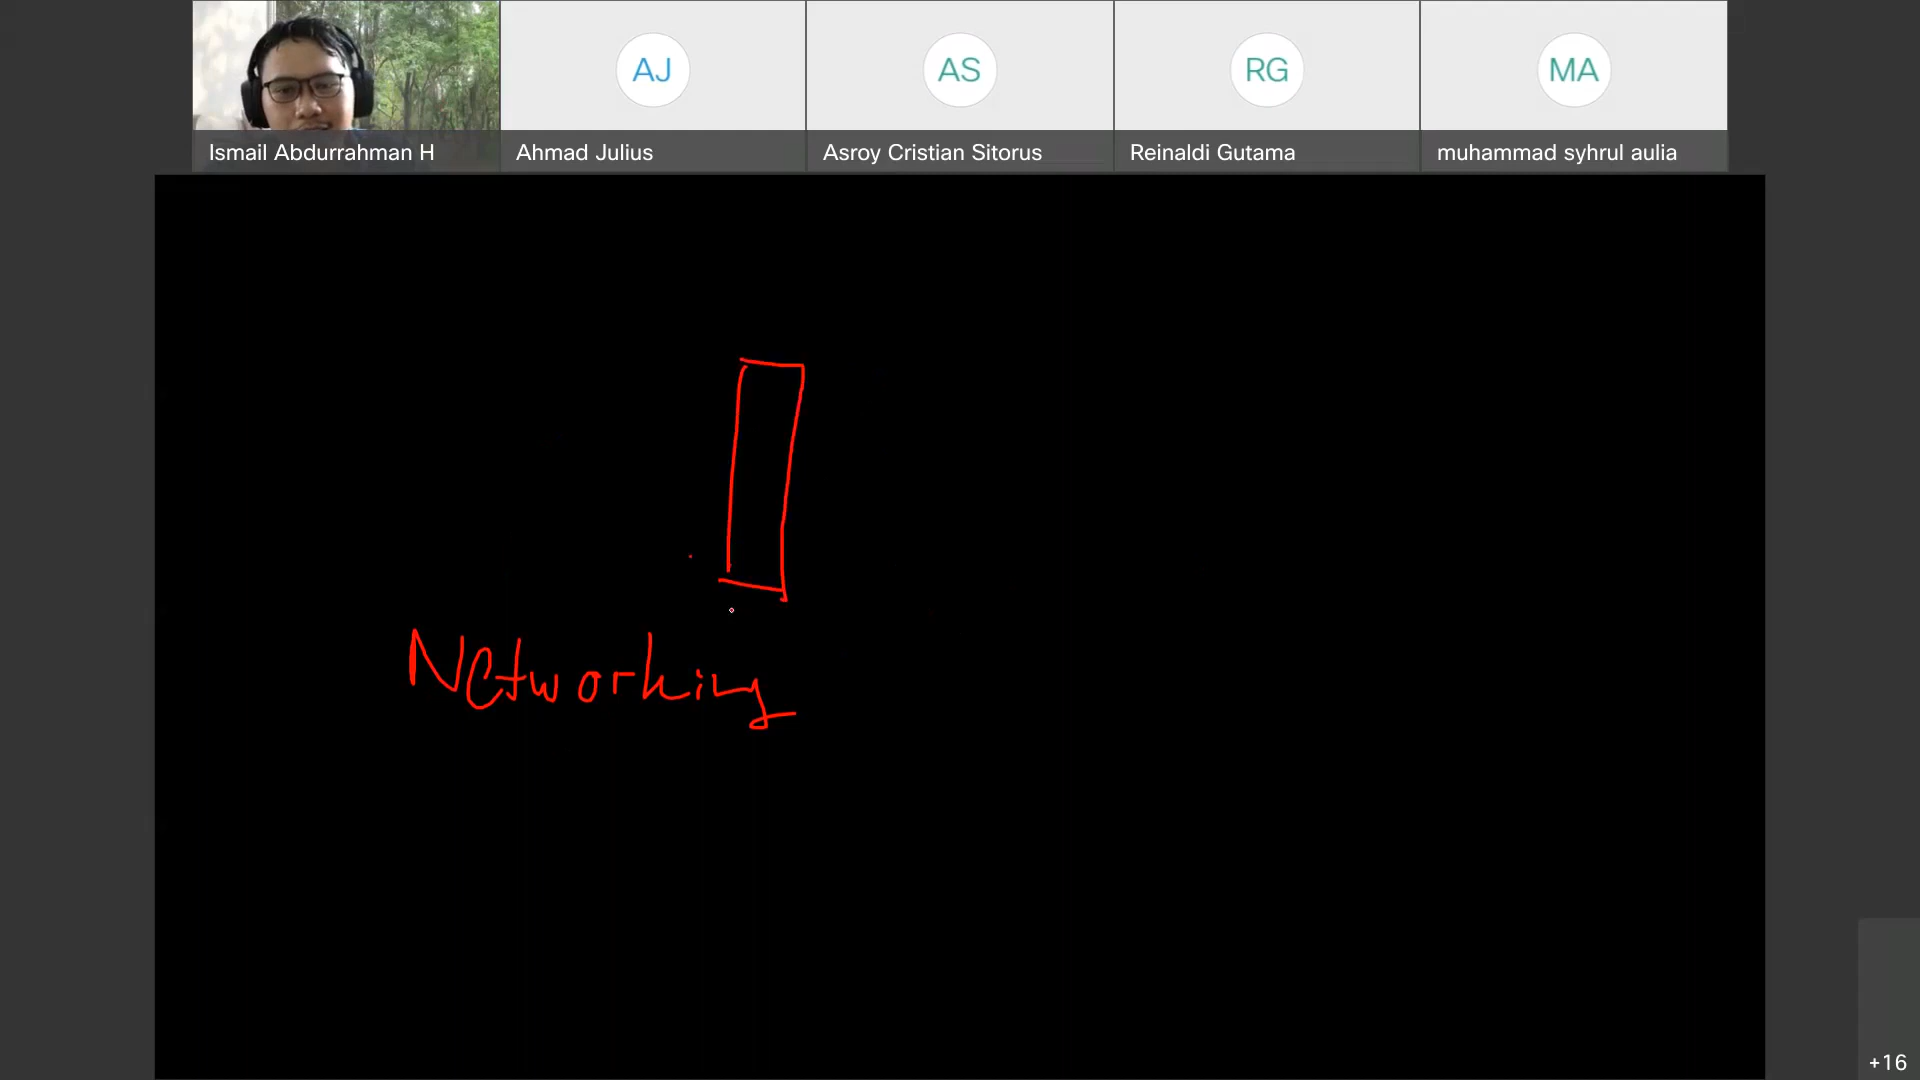 AJ
AS
RG
MA
Ismail Abdurrahman H
Ahmad Julius
Asroy Cristian Sitorus
Reinaldi Gutama
muhammad syhrul aulia
Networking
+16